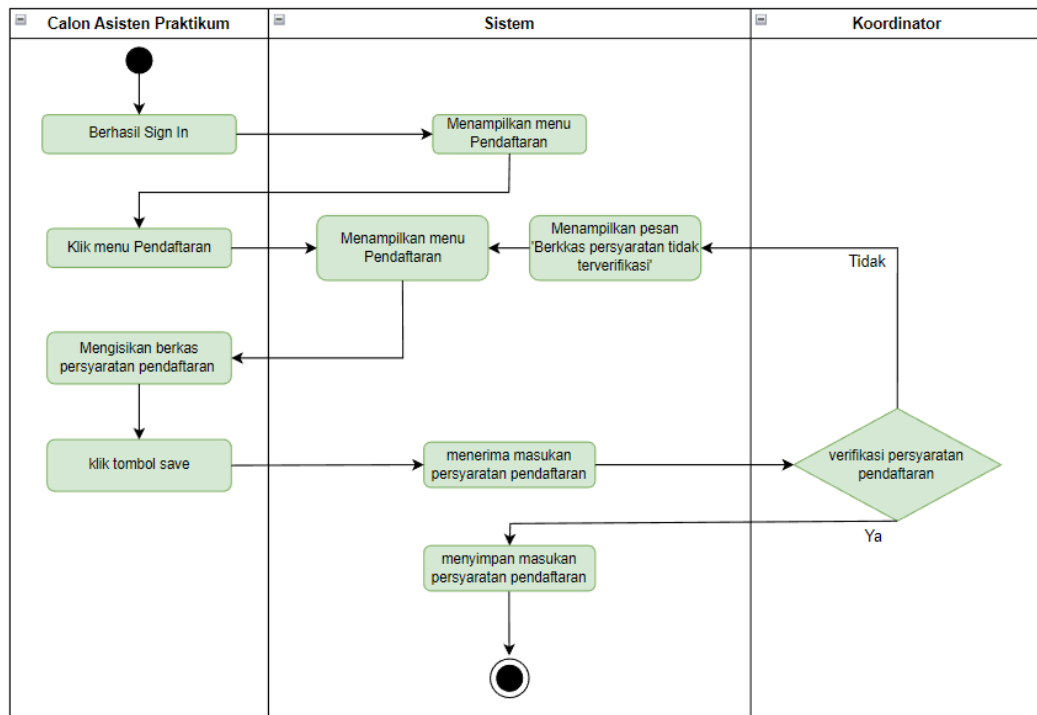 Calon Asisten Praktikum
Sistem
Koordinator
Berhasil Sign In
Menampilkan menu
Pendaftaran
Klik menu Pendaftaran
Menampilkan menu
Pendaftaran
Menampilkan pesan
'Berkkas persyaratan tidak
terverifikasi'
Tidak
Mengisikan berkas
persyaratan pendaftaran
klik tombol save
menerima masukan
persyaratan pendaftaran
verifikasi persyaratan
pendaftaran
Ya
menyimpan masukan
persyaratan pendaftaran